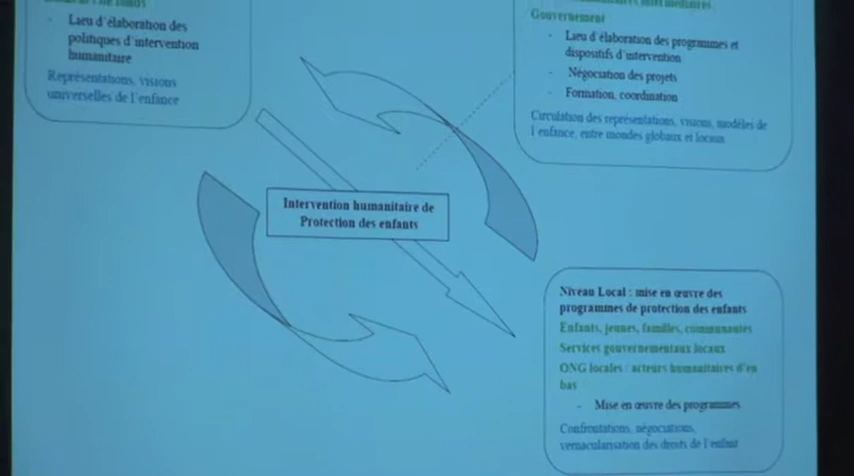 - Lieu d'élaboration des
politiques d'intervention
humanitaire
Représentations, visions
universelles de l'enfance
Gouvernement
- Lieu d'élaboration des programmes et
dispositifs d'intervention
- Négociation des projets
- Formation, coordination
Circulation des représentations, visions, modèles de
l'enfance, entre mondes globaux et locaux
Intervention humanitaire de
Protection des enfants
Niveau Local : mise en œuvre des
programmes de protection des enfants
Enfants, jeunes, familles, communautés
Services gouvernementaux locaux
ONG locales : acteurs humanitaires d'en
bas
- Mise en œuvre des programmes
Confrontations, négociations,
vernacularisation des droits de l'enfant